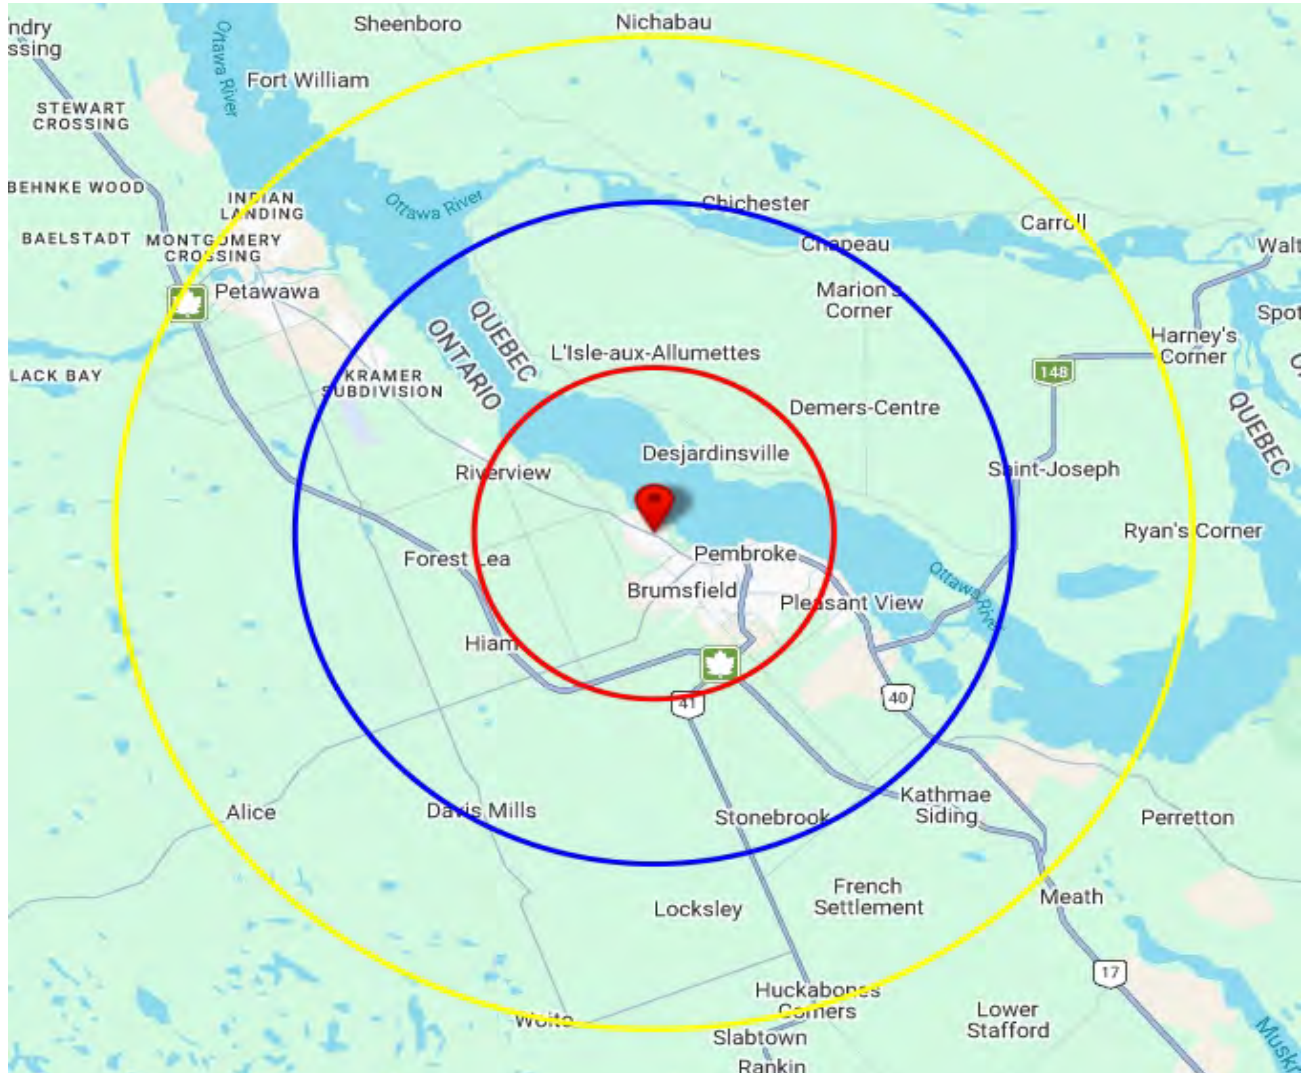 ndry
ssing
Sheenboro
Nichabau
Ottawa River
Fort William
STEWART
CROSSING
BEHNKE WOOD
INDIAN
LANDING
Ottawa River
Chichester
Carroll
BAELSTADT
MONTGOMERY
CROSSING
Chapeau
Walt
Petawawa
Marion's
Corner
QUEBEC
ONTARIO
Spot
Harney's
Corner
L'Isle-aux-Allumettes
LACK BAY
KRAMER
SUBDIVISION
148
Demers-Centre
QUEBEC
Desjardinsville
Riverview
Saint-Joseph
Ryan's Corner
Forest Lea
Pembroke
Ottawa River
Brumsfield
Pleasant View
Hiam
41
40
Alice
Davis Mills
Stonebrook
Kathmae
Siding
Perretton
French
Settlement
Locksley
Meath
17
Huckabones
Corners
Woito
Lower
Stafford
Slabtown
Rankin
Muskr